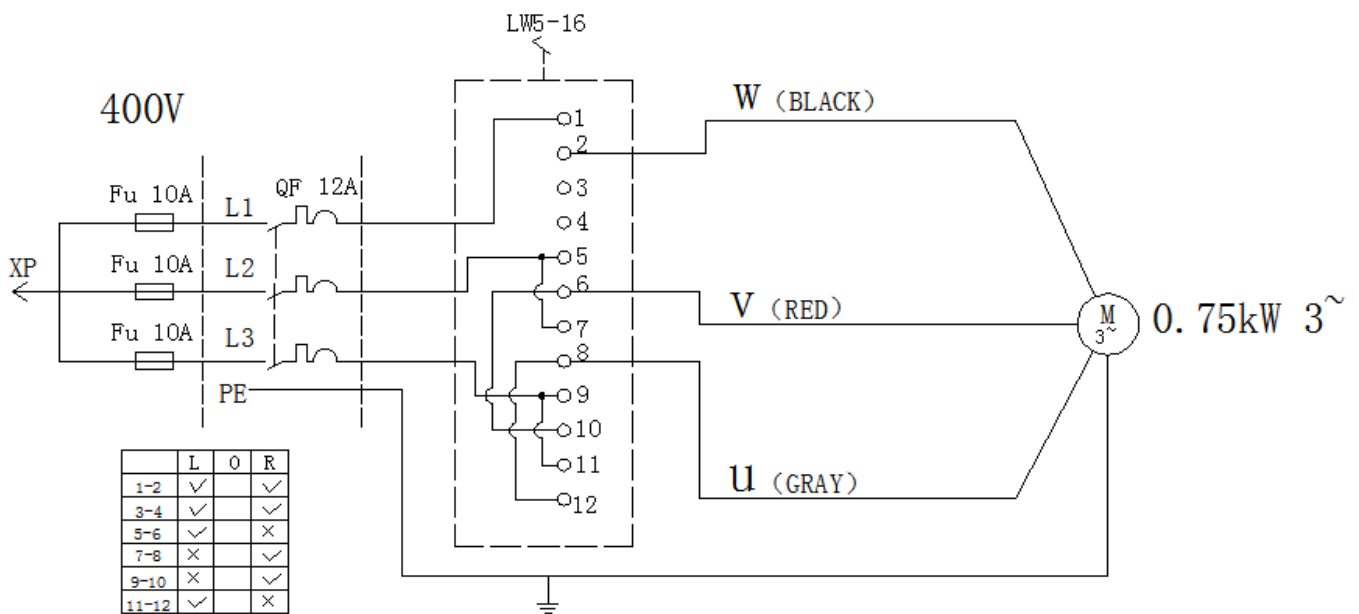 LW5-16
400V
W (BLACK)
1
2
3
4
5
6
7
8
9
10
11
12
Fu 10A
L1
QF 12A
XP
Fu 10A
L2
V (RED)
M
3~
0.75kW 3~
Fu 10A
L3
PE
U (GRAY)
L O R
1-2 ✓ ✓
3-4 ✓ ✓
5-6 ✓ ×
7-8 × ✓
9-10 × ✓
11-12 ✓ ×